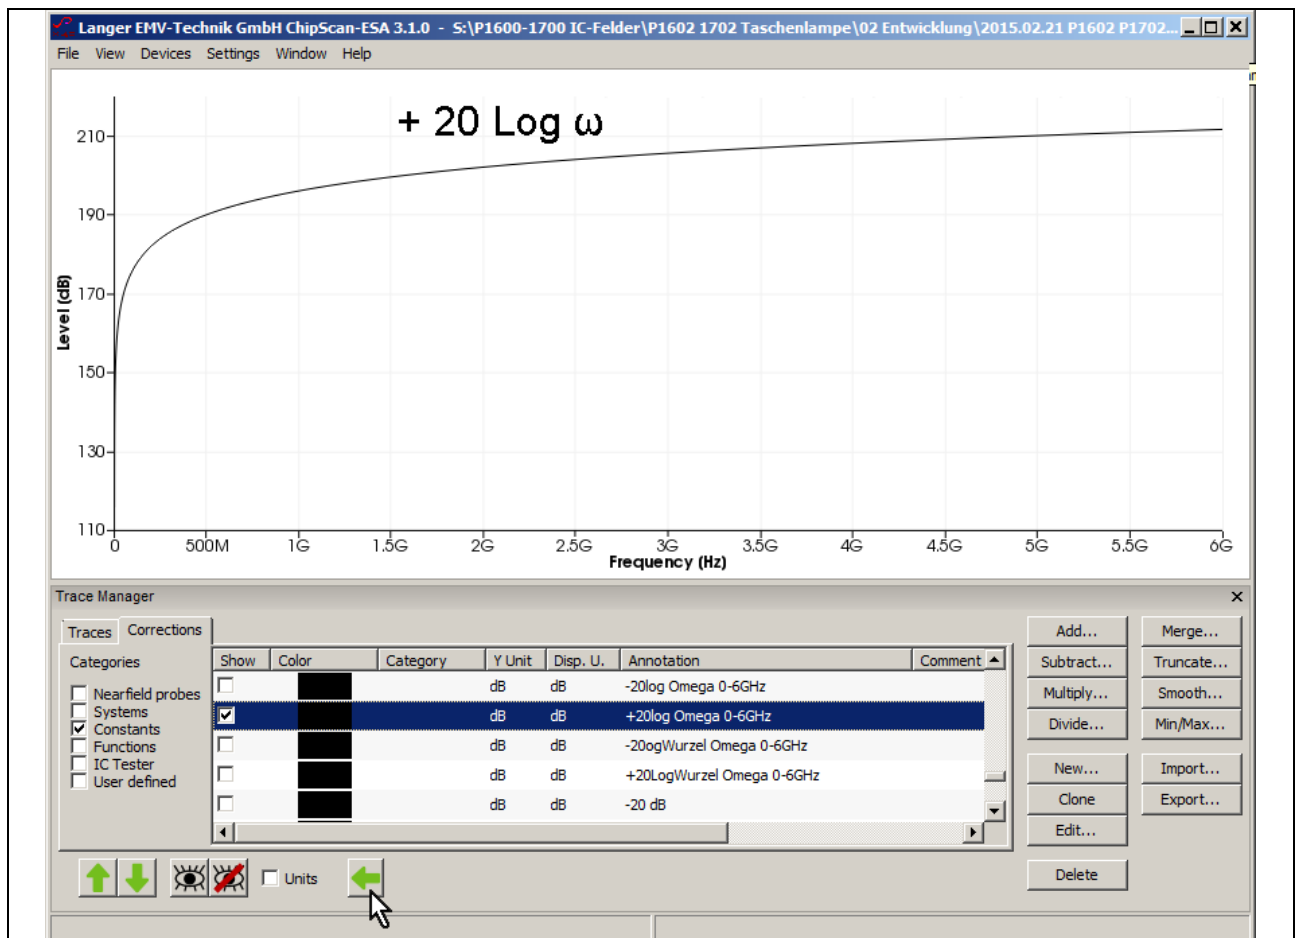 Langer EMV-Technik GmbH ChipScan-ESA 3.1.0 - S:\P1600-1700 IC-Felder\P1602 1702 Taschenlampe\02 Entwicklung\2015.02.21 P1602 P1702...
File View Devices Settings Window Help
+ 20 Log ω
210
190
170
150
130
110
Level (dB)
0 500M 1G 1.5G 2G 2.5G 3G 3.5G 4G 4.5G 5G 5.5G 6G
Frequency (Hz)
Trace Manager
Traces Corrections
Categories
Nearfield probes
Systems
Constants
Functions
IC Tester
User defined
Show Color Category Y Unit Disp. U. Annotation Comment
dB dB -20log Omega 0-6GHz
dB dB +20log Omega 0-6GHz
dB dB -20ogWurzel Omega 0-6GHz
dB dB +20LogWurzel Omega 0-6GHz
dB dB -20 dB
Add... Merge...
Subtract... Truncate...
Multiply... Smooth...
Divide... Min/Max...
New... Import...
Clone Export...
Edit...
Delete
Units